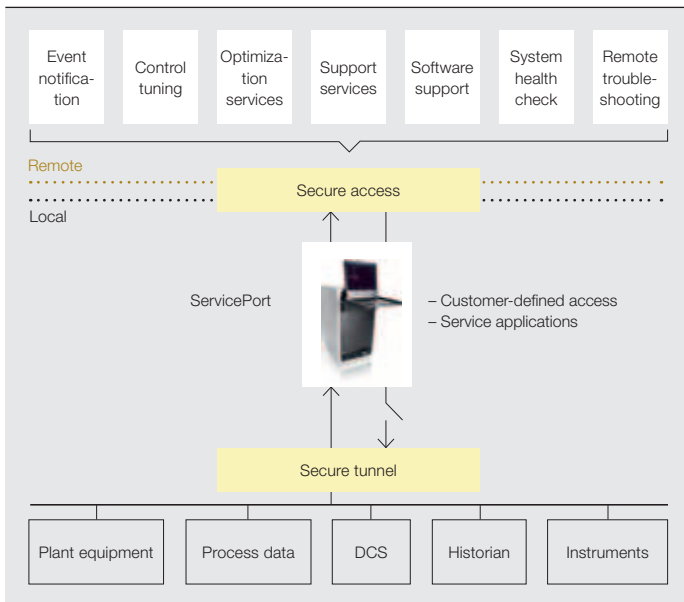 Event
notifica-
tion
Control
tuning
Optimiza-
tion
services
Support
services
Software
support
System
health
check
Remote
trouble-
shooting
Remote
Secure access
Local
ServicePort
– Customer-defined access
– Service applications
Secure tunnel
Plant equipment
Process data
DCS
Historian
Instruments